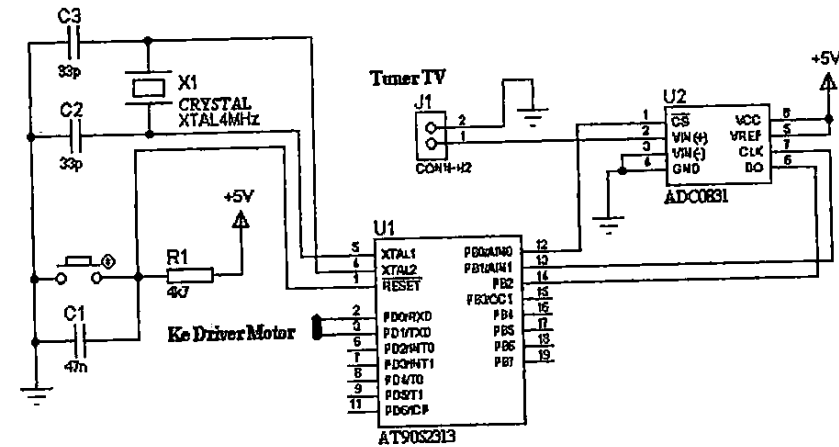 C3
33p
X1
CRYSTAL
XTAL4MHz
C2
33p
+5V
R1
4k7
C1
47n
Tuner TV
J1
2
1
CONN-H2
+5V
U2
1 CS VCC 8
2 VIN(+) VREF 5
3 VIN(-) CLK 7
4 GND DO 6
ADC0831
U1
5 XTAL1 PB0/AIN0 12
4 XTAL2 PB1/AIN1 13
1 RESET PB2 14
PB3/OC1 15
2 PD0/RXD PB4 16
3 PD1/TXD PB5 17
6 PD2/INT0 PB6 18
7 PD3/INT1 PB7 19
8 PD4/T0
9 PD5/T1
11 PD6/ICP
Ke Driver Motor
AT90S2313